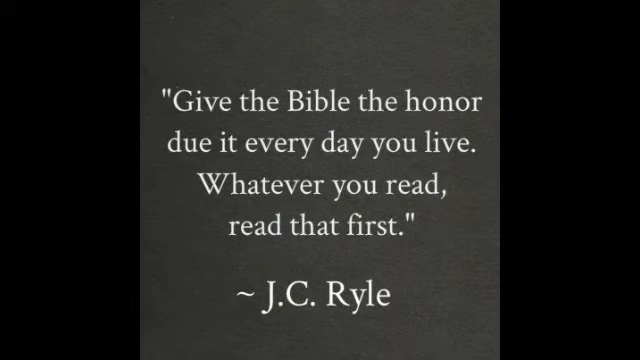 "Give the Bible the honor
due it every day you live.
Whatever you read,
read that first."
~ J.C. Ryle